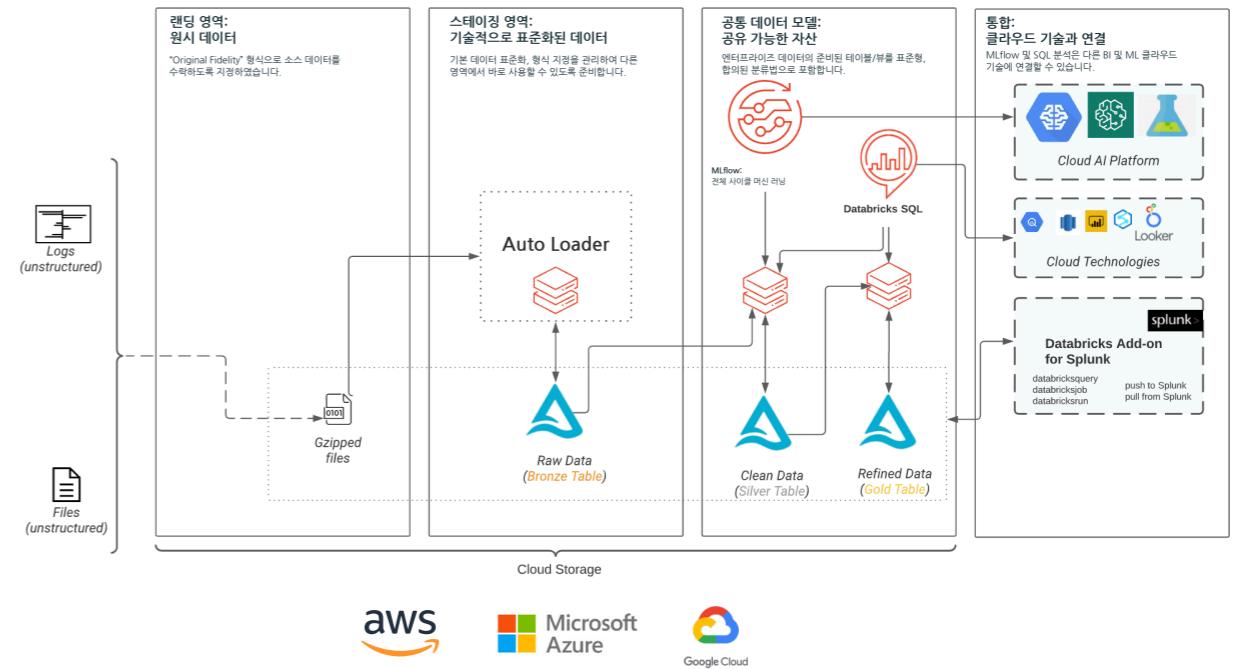 랜딩 영역:
원시 데이터
"Original Fidelity" 형식으로 소스 데이터를
수락하도록 지정하였습니다.
스테이징 영역:
기술적으로 표준화된 데이터
기본 데이터 표준화, 형식 지정을 관리하여 다른
영역에서 바로 사용할 수 있도록 준비합니다.
공통 데이터 모델:
공유 가능한 자산
엔터프라이즈 데이터의 준비된 테이블/뷰를 표준형,
합의된 분류법으로 포함합니다.
통합:
클라우드 기술과 연결
MLflow 및 SQL 분석은 다른 BI 및 ML 클라우드
기술에 연결할 수 있습니다.
Logs
(unstructured)
Files
(unstructured)
0101
Gzipped
files
Auto Loader
Raw Data
(Bronze Table)
MLflow:
전체 사이클 머신 러닝
Databricks SQL
Clean Data
(Silver Table)
Refined Data
(Gold Table)
Cloud AI Platform
Looker
Cloud Technologies
splunk>
Databricks Add-on
for Splunk
databricksquery
databricksjob
databricksrun
push to Splunk
pull from Splunk
Cloud Storage
aws
Microsoft
Azure
Google Cloud